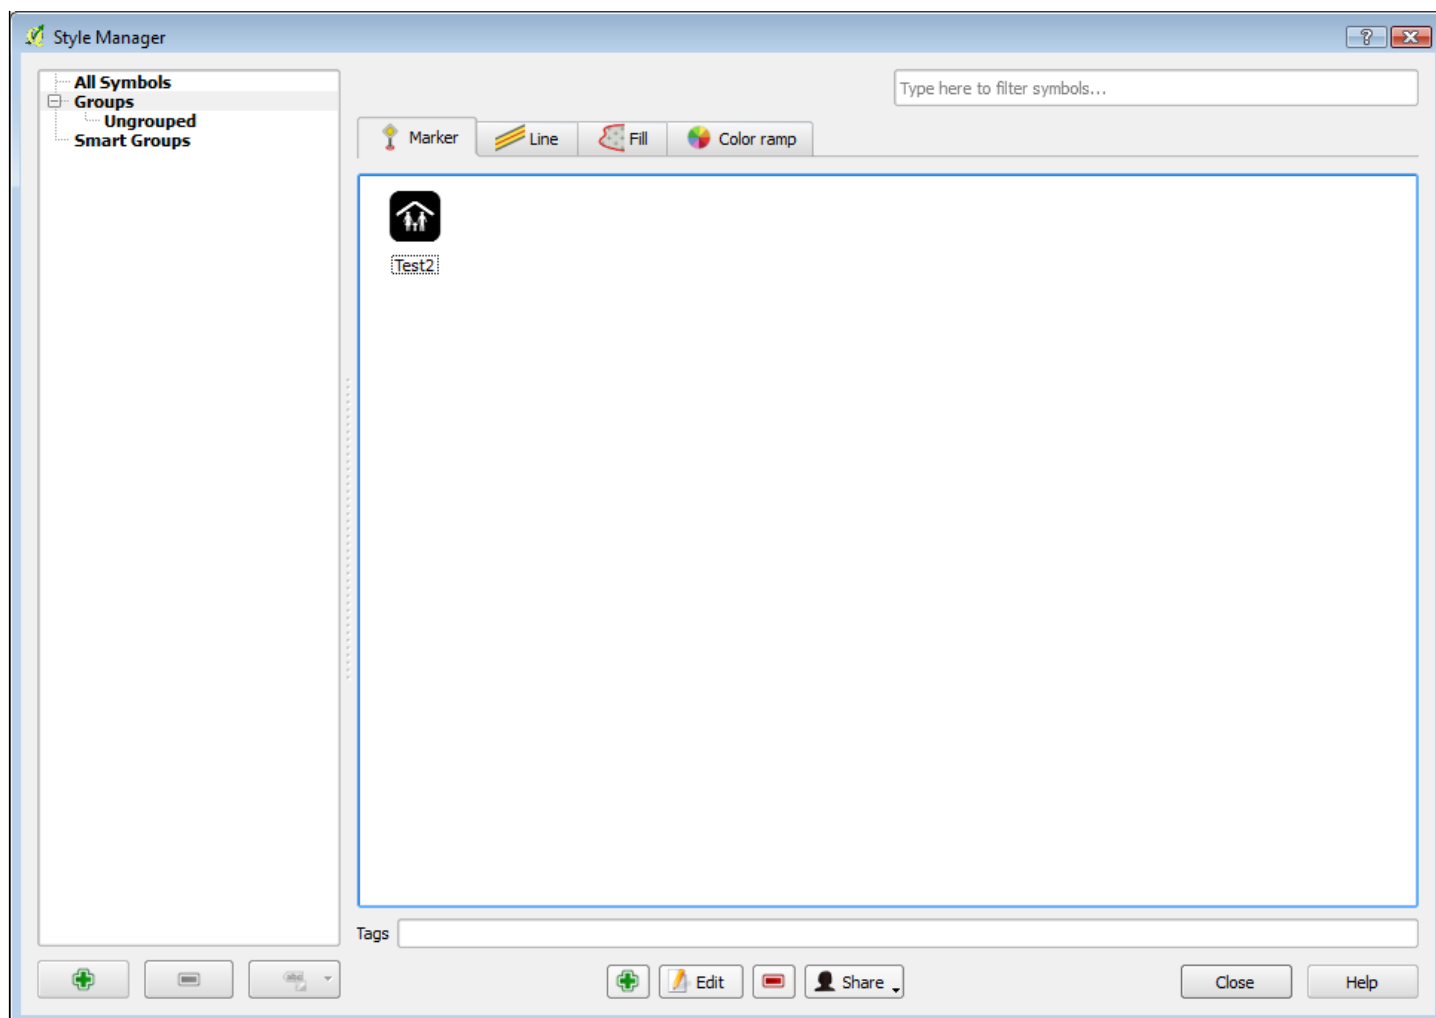 Style Manager
All Symbols
Groups
Ungrouped
Smart Groups
Type here to filter symbols...
Marker
Line
Fill
Color ramp
Test2
Tags
Edit
Share
Close
Help